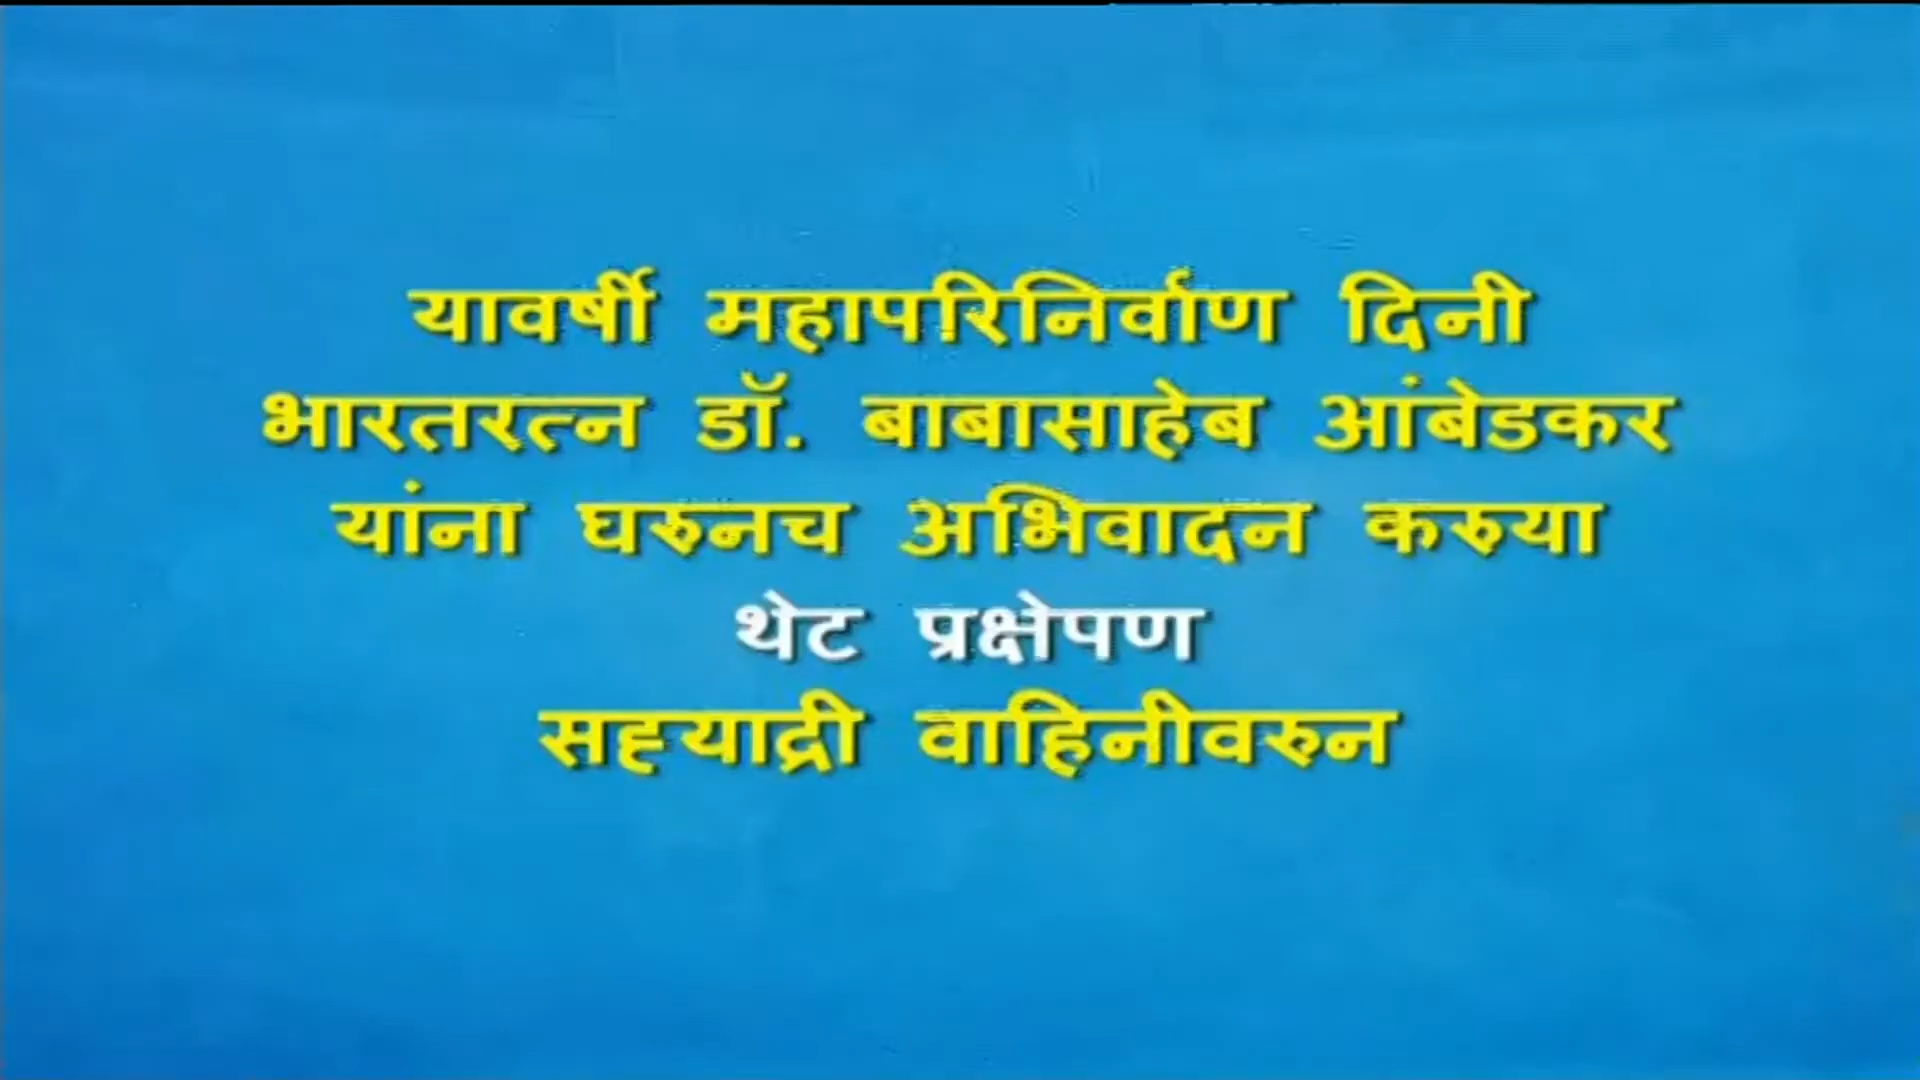 यावर्षी महापरिनिर्वाण दिनी
भारतरत्न डॉ. बाबासाहेब आंबेडकर
यांना घरुनच अभिवादन करुया
थेट प्रक्षेपण
सह्याद्री वाहिनीवरुन